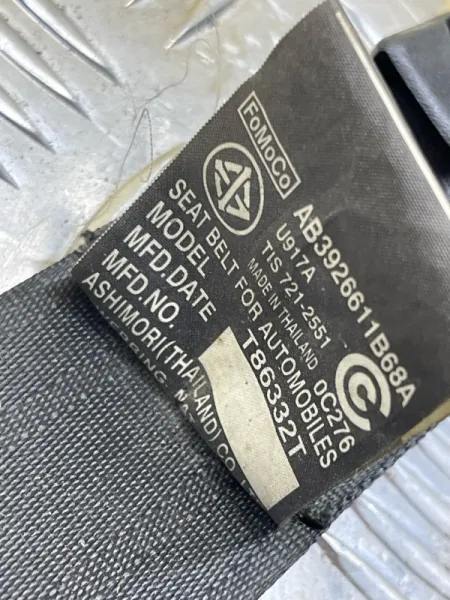 FoMoCo
AB3926611B68A
U917A
TIS 721-2551
MADE IN THAILAND
0C276
SEAT BELT FOR AUTOMOBILES
MODEL T86332T
MFD.DATE
MFD.NO.
ASHIMORI(THAILAND)CO.